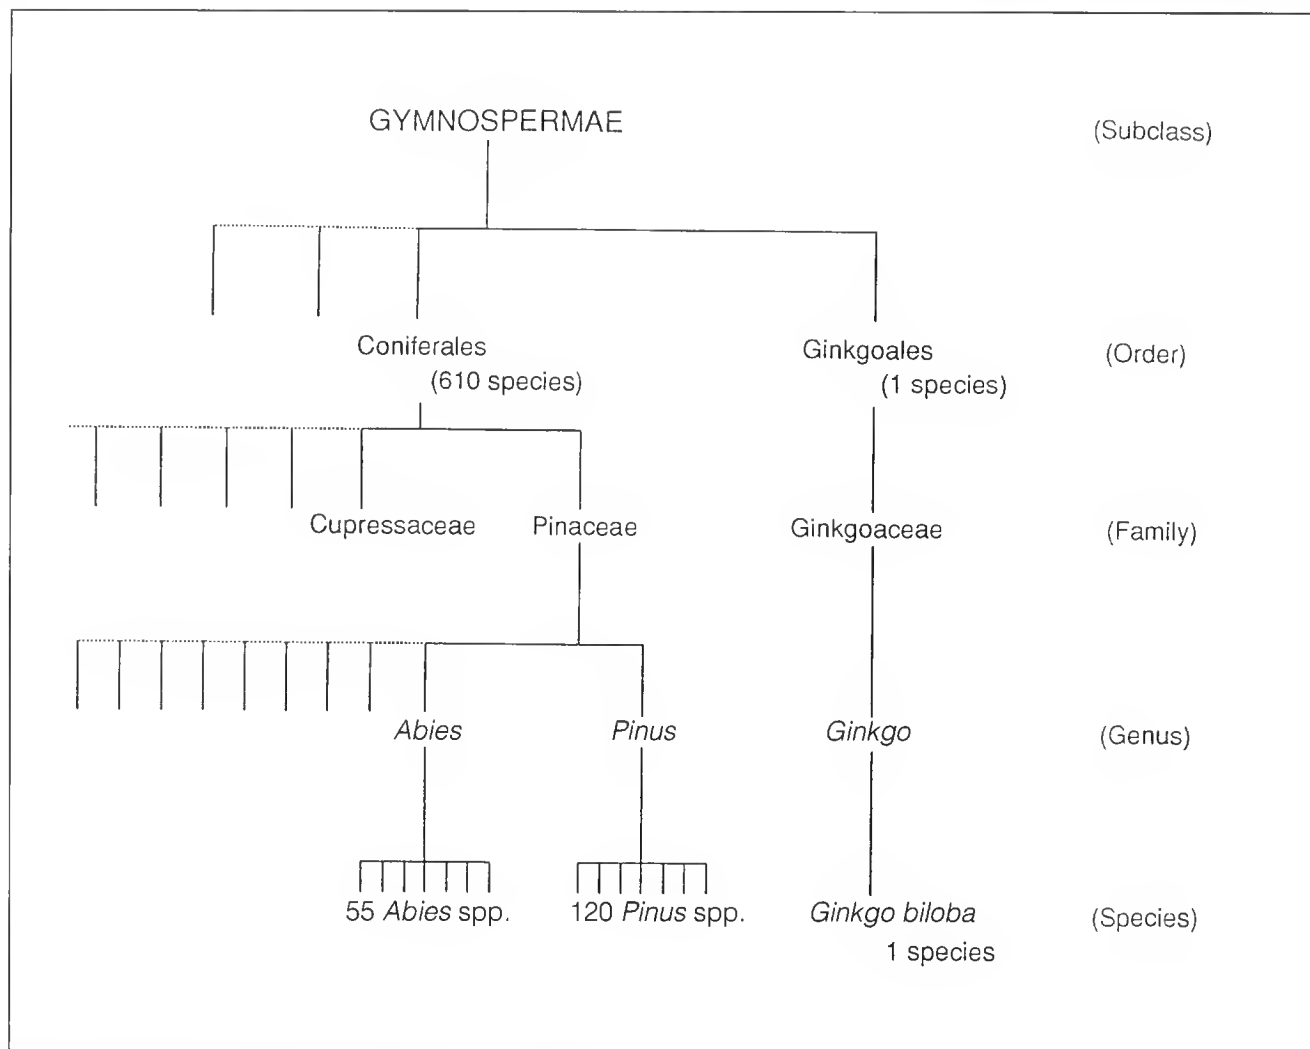 GYMNOSPERMAE (Subclass)
Coniferales Ginkgoales (Order)
(610 species) (1 species)
Cupressaceae Pinaceae Ginkgoaceae (Family)
Abies Pinus Ginkgo (Genus)
55 Abies spp. 120 Pinus spp. Ginkgo biloba (Species)
1 species